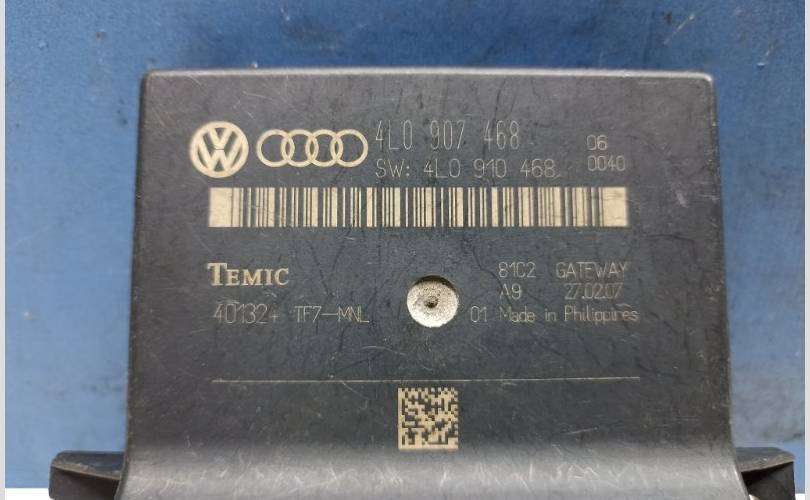 4L0 907 468 06
SW: 4L0 910 468 0040
TEMIC 81C2 GATEWAY
A9 27.02.07
401324 TF7-MNL 01 Made in Philippines